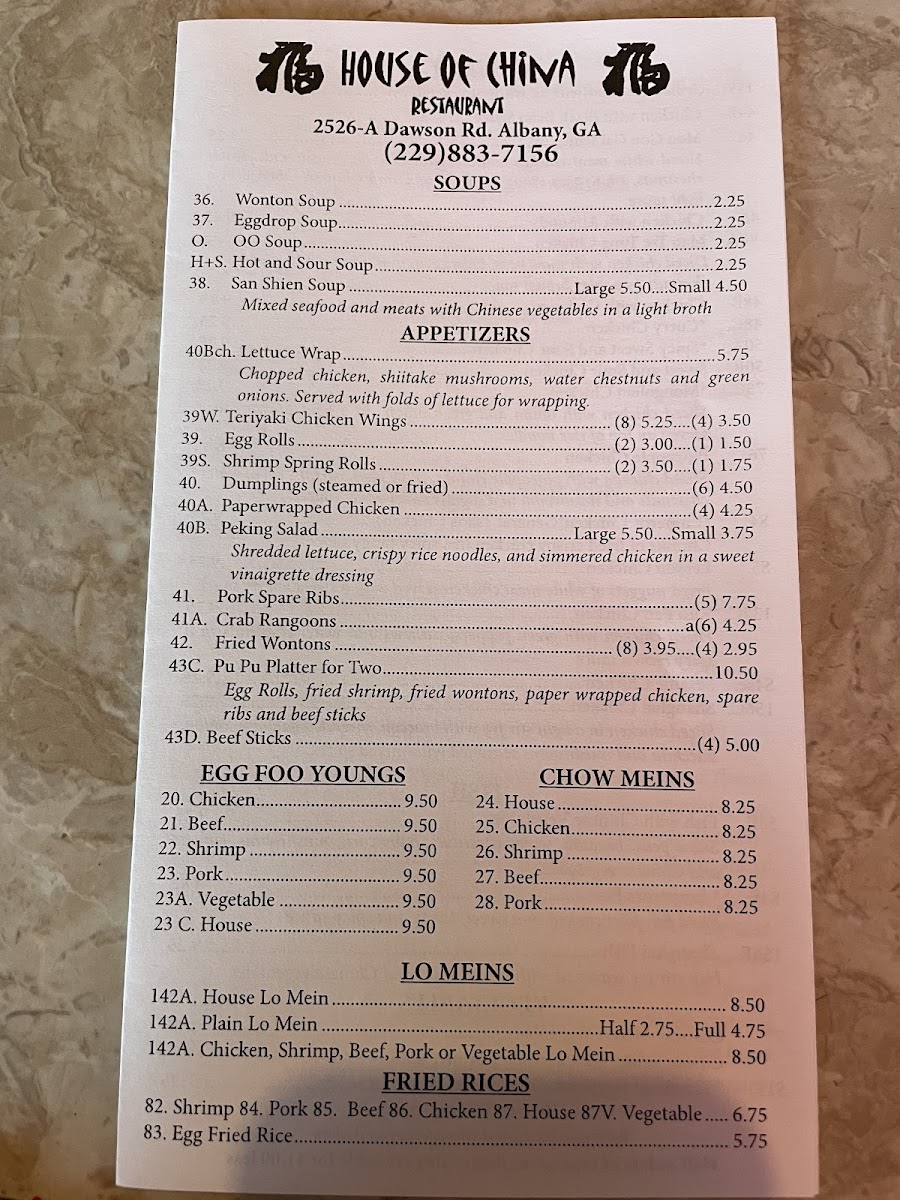 福 HOUSE OF CHINA 福
RESTAURANT
2526-A Dawson Rd. Albany, GA
(229)883-7156
SOUPS
36. Wonton Soup 2.25
37. Eggdrop Soup 2.25
O. OO Soup 2.25
H+S. Hot and Sour Soup 2.25
38. San Shien Soup Large 5.50....Small 4.50
Mixed seafood and meats with Chinese vegetables in a light broth
APPETIZERS
40Bch. Lettuce Wrap 5.75
Chopped chicken, shiitake mushrooms, water chestnuts and green
onions. Served with folds of lettuce for wrapping.
39W. Teriyaki Chicken Wings (8) 5.25....(4) 3.50
39. Egg Rolls (2) 3.00....(1) 1.50
39S. Shrimp Spring Rolls (2) 3.50....(1) 1.75
40. Dumplings (steamed or fried) (6) 4.50
40A. Paperwrapped Chicken (4) 4.25
40B. Peking Salad Large 5.50....Small 3.75
Shredded lettuce, crispy rice noodles, and simmered chicken in a sweet
vinaigrette dressing
41. Pork Spare Ribs (5) 7.75
41A. Crab Rangoons a(6) 4.25
42. Fried Wontons (8) 3.95....(4) 2.95
43C. Pu Pu Platter for Two 10.50
Egg Rolls, fried shrimp, fried wontons, paper wrapped chicken, spare
ribs and beef sticks
43D. Beef Sticks (4) 5.00
EGG FOO YOUNGS
20. Chicken 9.50
21. Beef 9.50
22. Shrimp 9.50
23. Pork 9.50
23A. Vegetable 9.50
23 C. House 9.50
CHOW MEINS
24. House 8.25
25. Chicken 8.25
26. Shrimp 8.25
27. Beef 8.25
28. Pork 8.25
LO MEINS
142A. House Lo Mein 8.50
142A. Plain Lo Mein Half 2.75....Full 4.75
142A. Chicken, Shrimp, Beef, Pork or Vegetable Lo Mein 8.50
FRIED RICES
82. Shrimp 84. Pork 85. Beef 86. Chicken 87. House 87V. Vegetable 6.75
83. Egg Fried Rice 5.75